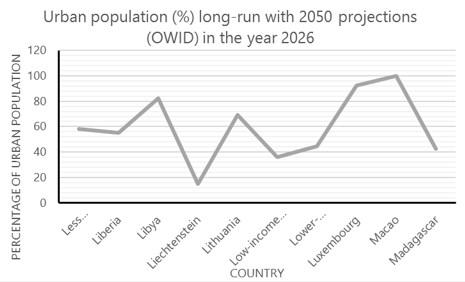 Urban population (%) long-run with 2050 projections
(OWID) in the year 2026
PERCENTAGE OF URBAN POPULATION
120
100
80
60
40
20
0
Less...
Liberia
Libya
Liechtenstein
Lithuania
Low-income...
Lower-...
Luxembourg
Macao
Madagascar
COUNTRY